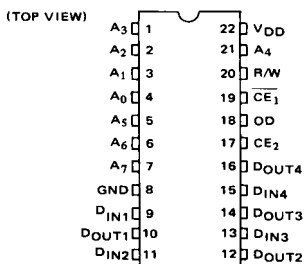 (TOP VIEW)
A3 1 22 VDD
A2 2 21 A4
A1 3 20 R/W
A0 4 19 CE1
A5 5 18 OD
A6 6 17 CE2
A7 7 16 DOUT4
GND 8 15 DIN4
DIN1 9 14 DOUT3
DOUT1 10 13 DIN3
DIN2 11 12 DOUT2